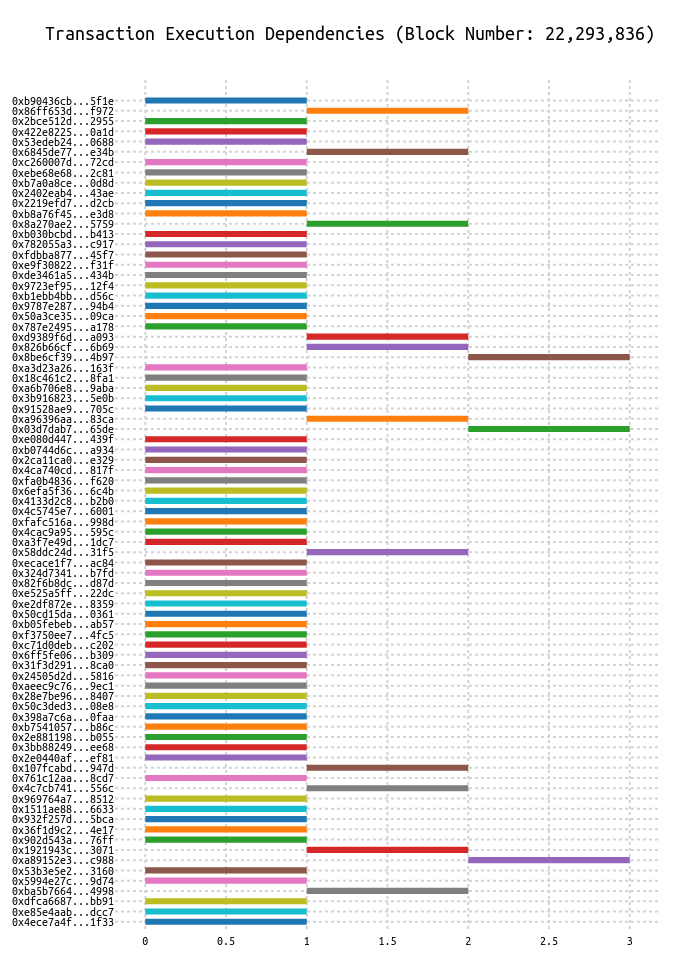 Transaction Execution Dependencies (Block Number: 22,293,836)
0xb90436cb...5f1e
0x86ff653d...f972
0x2bce512d...2955
0x422e8225...0a1d
0x53edeb24...0688
0x6845de77...e34b
0xc260007d...72cd
0xebe68e68...2c81
0xb7a0a8ce...0d8d
0x2402eab4...43ae
0x2219efd7...d2cb
0xb8a76f45...e3d8
0x8a270ae2...5759
0xb030bcbd...b413
0x782055a3...c917
0xfdbba877...45f7
0xe9f30822...f31f
0xde3461a5...434b
0x9723ef95...12f4
0xb1ebb4bb...d56c
0x9787e287...94b4
0x50a3ce35...09ca
0x787e2495...a178
0xd9389f6d...a093
0x826b66cf...6b69
0x8be6cf39...4b97
0xa3d23a26...163f
0x18c461c2...8fa1
0xa6b706e8...9aba
0x3b916823...5e0b
0x91528ae9...705c
0xa96396aa...83ca
0x03d7dab7...65de
0xe080d447...439f
0xb0744d6c...a934
0x2ca11ca0...e329
0x4ca740cd...817f
0xfa0b4836...f620
0x6efa5f36...6c4b
0x4133d2c8...b2b0
0x4c5745e7...6001
0xfafc516a...998d
0x4cac9a95...595c
0xa3f7e49d...1dc7
0x58ddc24d...31f5
0xecace1f7...ac84
0x324d7341...b7fd
0x82f6b8dc...d87d
0xe525a5ff...22dc
0xe2df872e...8359
0x50cd15da...0361
0xb05febeb...ab57
0xf3750ee7...4fc5
0xc71d0deb...c202
0x6ff5fe06...b309
0x31f3d291...8ca0
0x24505d2d...5816
0xaeec9c76...9ec1
0x28e7be96...8407
0x50c3ded3...08e8
0x398a7c6a...0faa
0xb7541057...b86c
0x2e881198...b055
0x3bb88249...ee68
0x2e0440af...ef81
0x107fcabd...947d
0x761c12aa...8cd7
0x4c7cb741...556c
0x969764a7...8512
0x1511ae88...6633
0x932f257d...5bca
0x36f1d9c2...4e17
0x902d543a...76ff
0x1921943c...3071
0xa89152e3...c988
0x53b3e5e2...3160
0x5994e27c...9d74
0xba5b7664...4998
0xdfca6687...bb91
0xe85e4aab...dcc7
0x4ece7a4f...1f33
0 0.5 1 1.5 2 2.5 3